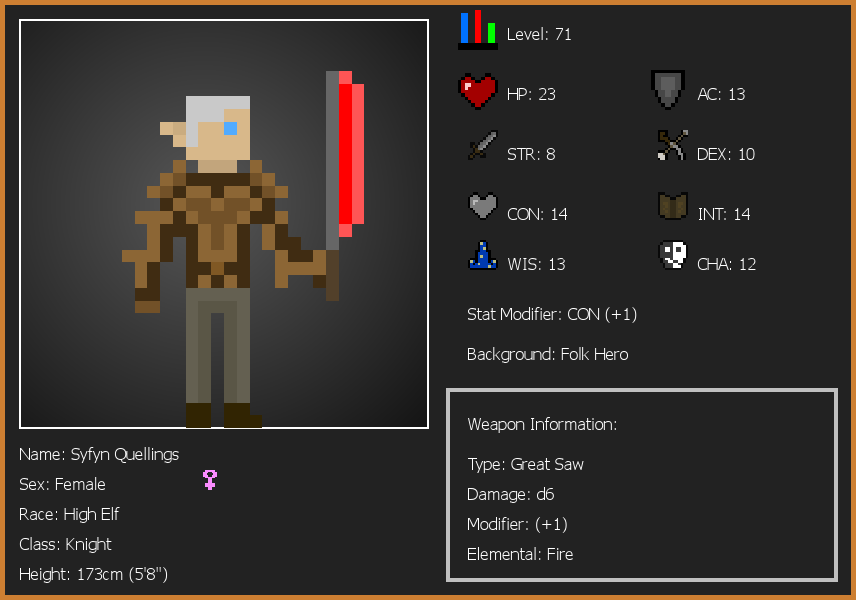 Level: 71
HP: 23
AC: 13
STR: 8
DEX: 10
CON: 14
INT: 14
WIS: 13
CHA: 12
Stat Modifier: CON (+1)
Background: Folk Hero
Weapon Information:
Type: Great Saw
Damage: d6
Modifier: (+1)
Elemental: Fire
Name: Syfyn Quellings
Sex: Female
Race: High Elf
Class: Knight
Height: 173cm (5'8")